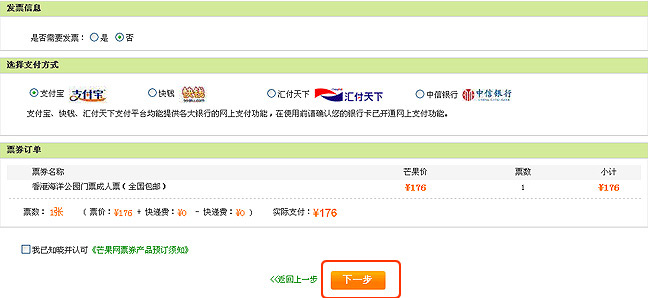 发票信息
是否需要发票： 是 否
选择支付方式
支付宝 支付宝 快钱 快钱 汇付天下 汇付天下 中信银行 中信银行
支付宝、快钱、汇付天下支付平台均能提供各大银行的网上支付功能，在使用前请确认您的银行卡已开通网上支付功能。
票券订单
票券名称 芒果价 票数 小计
香港海洋公园门票成人票（全国包邮） ¥176 1 ¥176
票数： 1张 （ 票价：¥176 + 快递费：¥0 - 快递费：¥0 ） 实际支付：¥176
我已知晓并认可《芒果网票券产品预订须知》
<<返回上一步 下一步